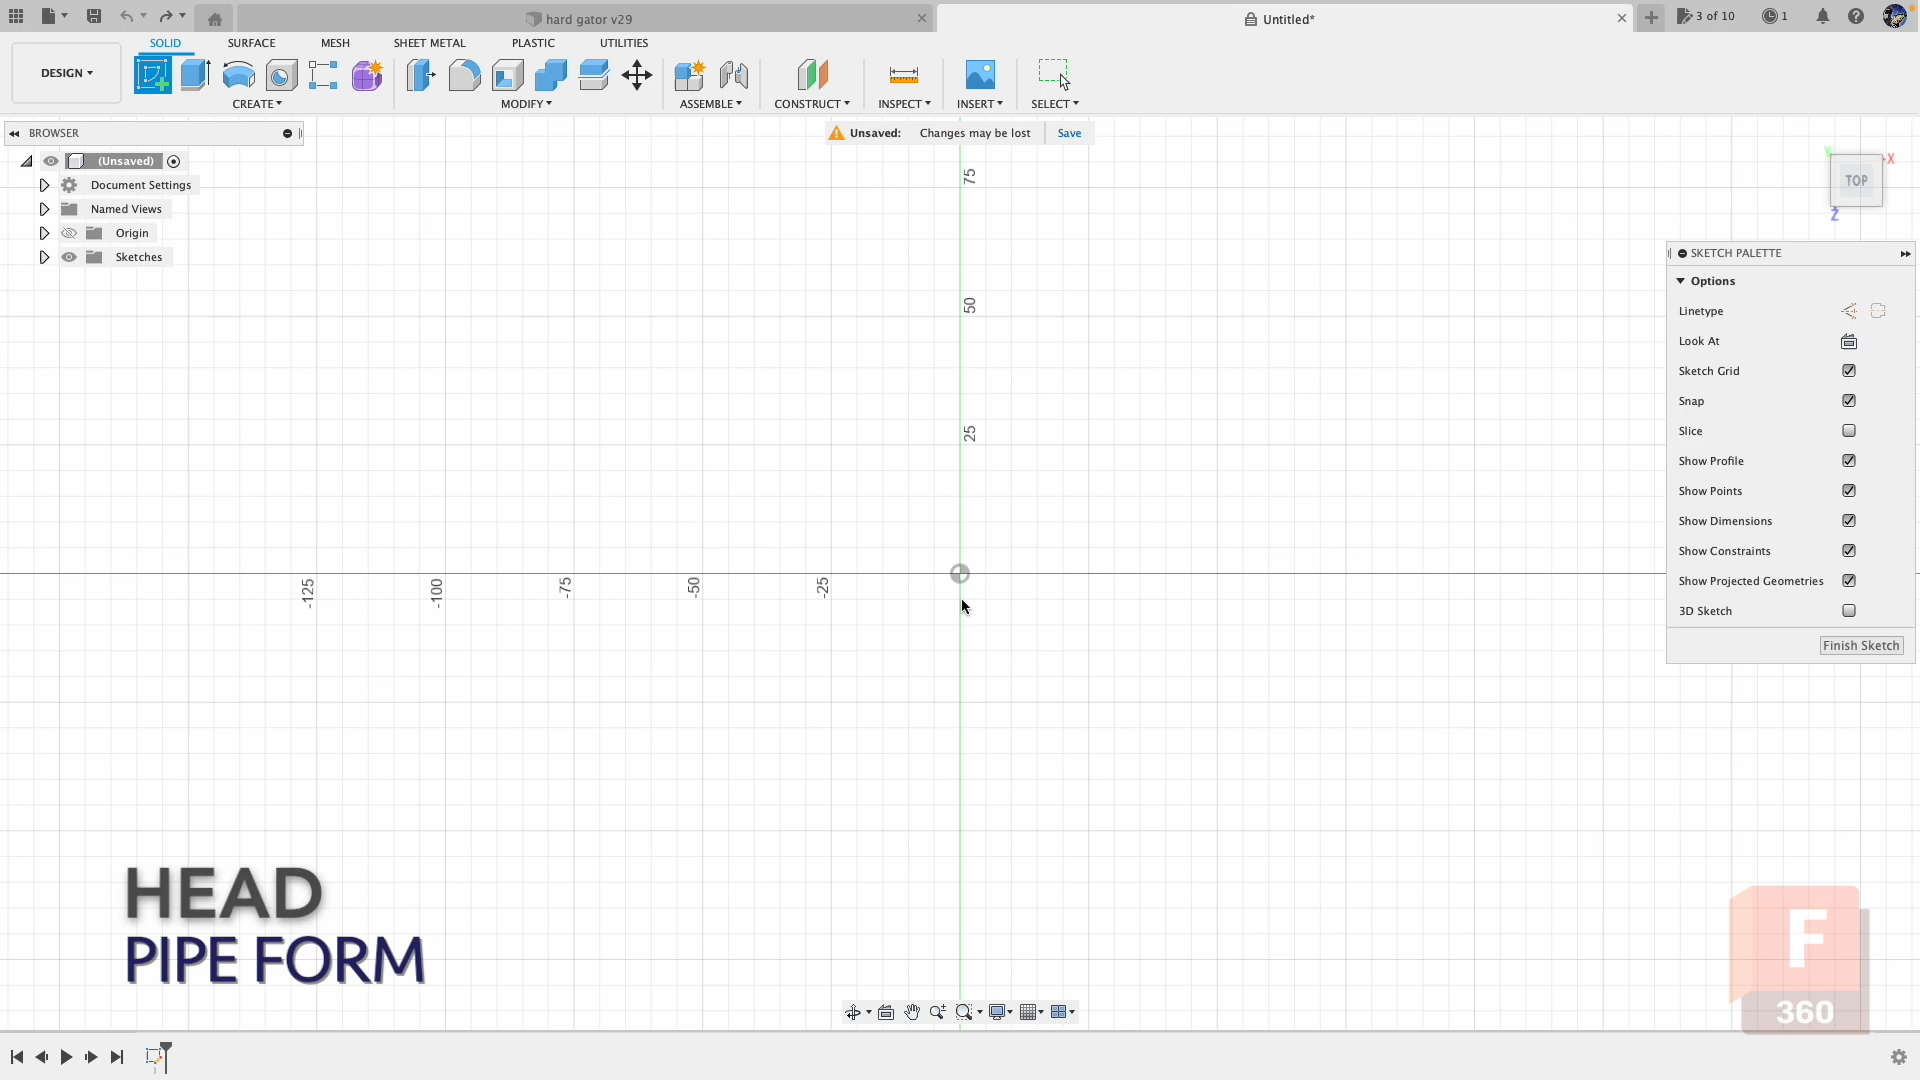 hard gator v29
Untitled*
3 of 10
1
SOLID
SURFACE
MESH
SHEET METAL
PLASTIC
UTILITIES
DESIGN
CREATE
MODIFY
ASSEMBLE
CONSTRUCT
INSPECT
INSERT
SELECT
BROWSER
Unsaved: Changes may be lost Save
(Unsaved)
Document Settings
Named Views
Origin
Sketches
75
50
25
-125
-100
-75
-50
-25
Y
X
TOP
Z
SKETCH PALETTE
Options
Linetype
Look At
Sketch Grid
Snap
Slice
Show Profile
Show Points
Show Dimensions
Show Constraints
Show Projected Geometries
3D Sketch
Finish Sketch
HEAD
PIPE FORM
F
360